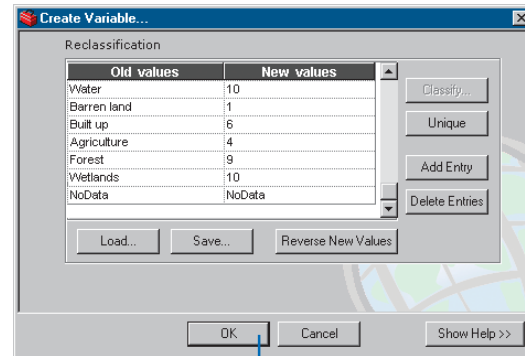 Create Variable...
Reclassification
Old values New values
Water 10
Barren land 1
Built up 6
Agriculture 4
Forest 9
Wetlands 10
NoData NoData
Classify...
Unique
Add Entry
Delete Entries
Load... Save... Reverse New Values
OK Cancel Show Help >>